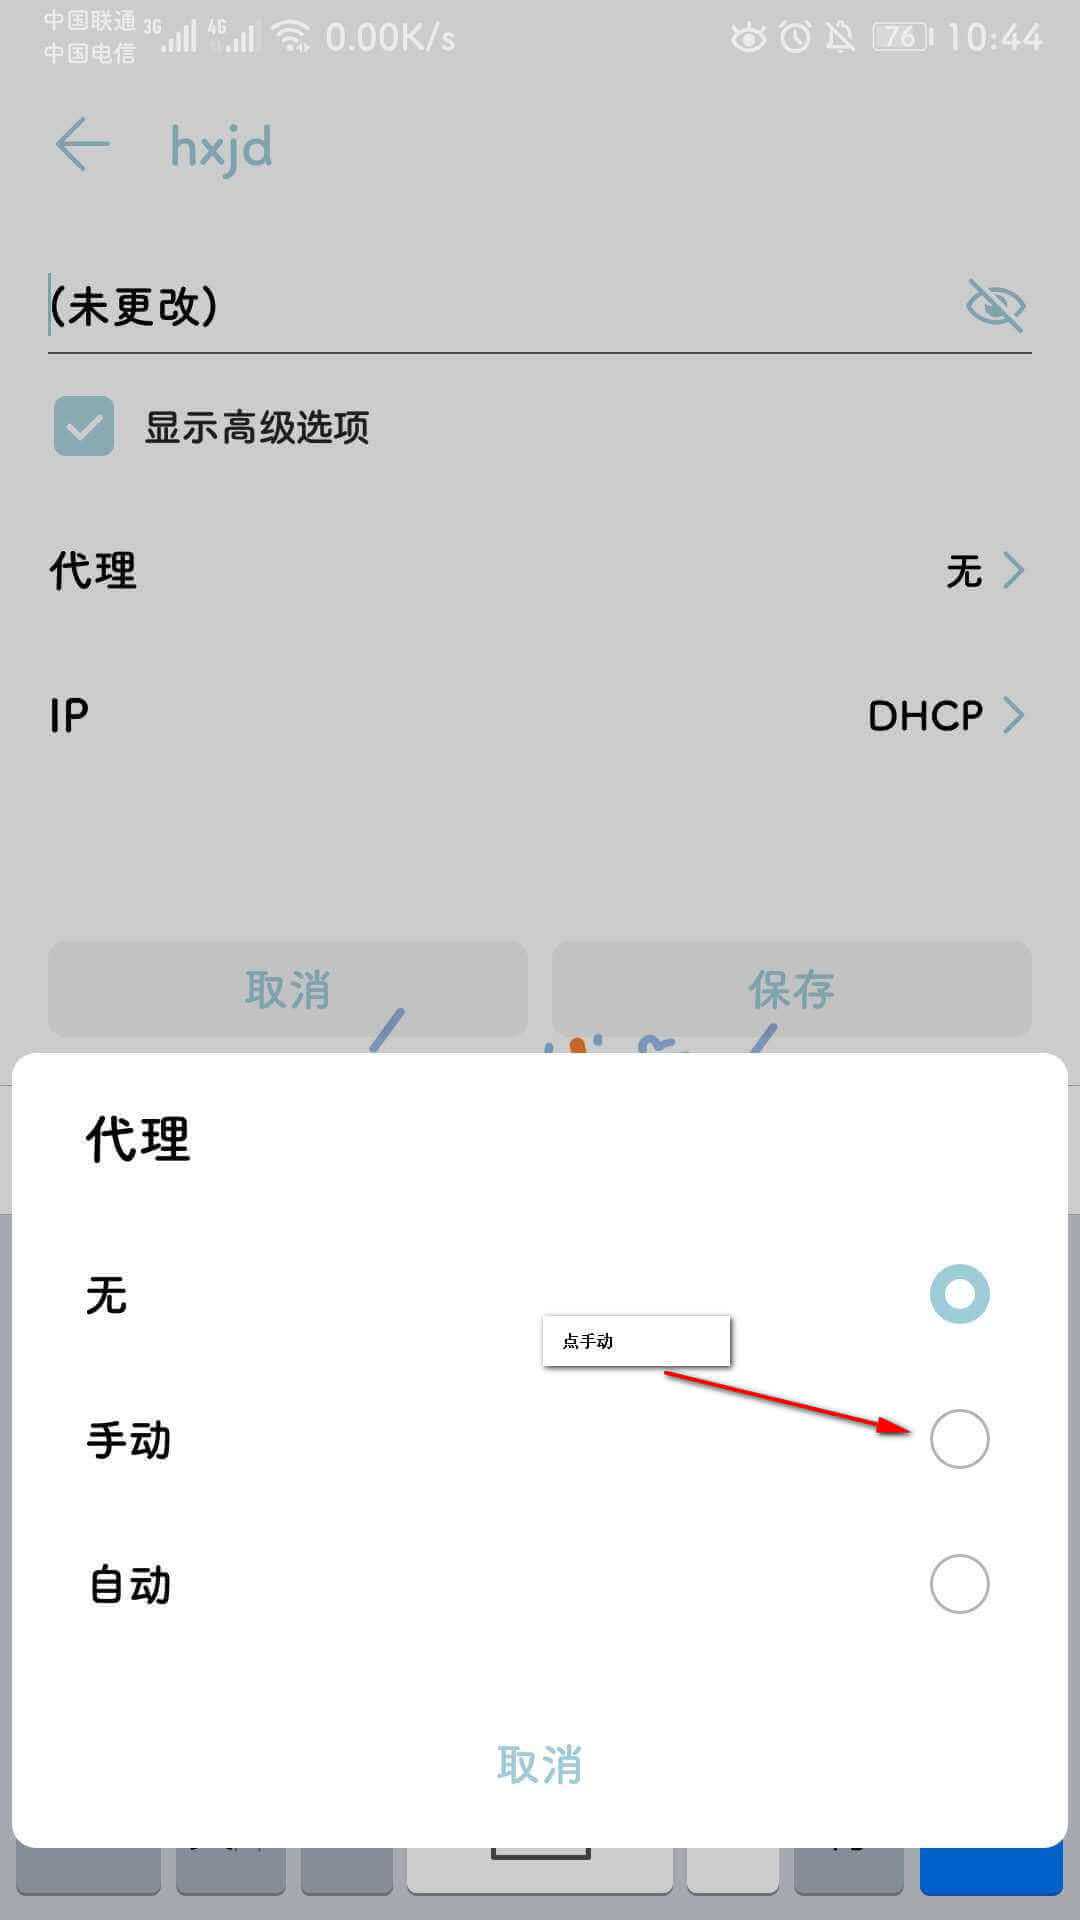 中国联通 3G 4G 0.00K/s 76 10:44
中国电信
hxjd
(未更改)
显示高级选项
代理 无
IP DHCP
取消 保存
代理
无
点手动
手动
自动
取消